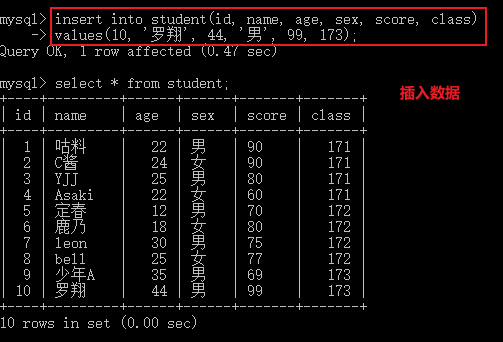 mysql> insert into student(id, name, age, sex, score, class)
-> values(10, '罗翔', 44, '男', 99, 173);
Query OK, 1 row affected (0.47 sec)
mysql> select * from student;
插入数据
+----+--------+------+------+-------+-------+
| id | name | age | sex | score | class |
+----+--------+------+------+-------+-------+
| 1 | 咕料 | 22 | 男 | 90 | 171 |
| 2 | C酱 | 24 | 女 | 90 | 171 |
| 3 | YJJ | 25 | 男 | 80 | 171 |
| 4 | Asaki | 22 | 女 | 60 | 171 |
| 5 | 定春 | 12 | 男 | 70 | 172 |
| 6 | 鹿乃 | 18 | 女 | 80 | 172 |
| 7 | leon | 30 | 男 | 75 | 172 |
| 8 | bell | 25 | 女 | 77 | 172 |
| 9 | 少年A | 35 | 男 | 69 | 173 |
| 10 | 罗翔 | 44 | 男 | 99 | 173 |
+----+--------+------+------+-------+-------+
10 rows in set (0.00 sec)